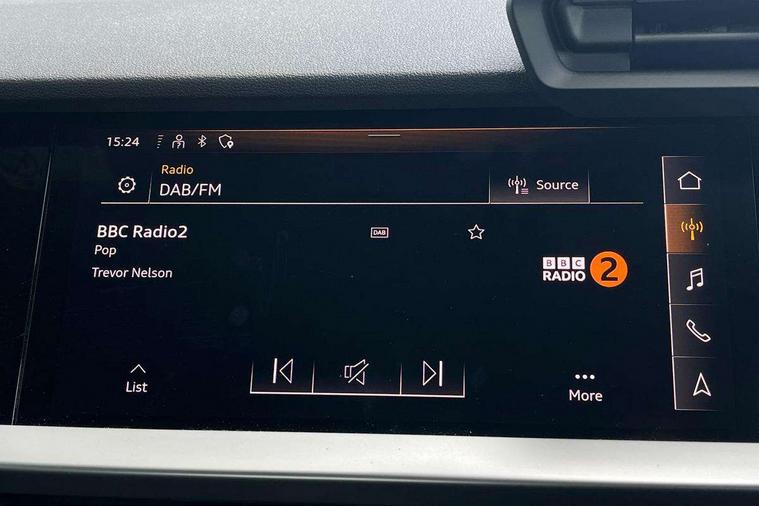 15:24
Radio
DAB/FM
Source
BBC Radio2
DAB
Pop
Trevor Nelson
BBC
RADIO 2
List
More